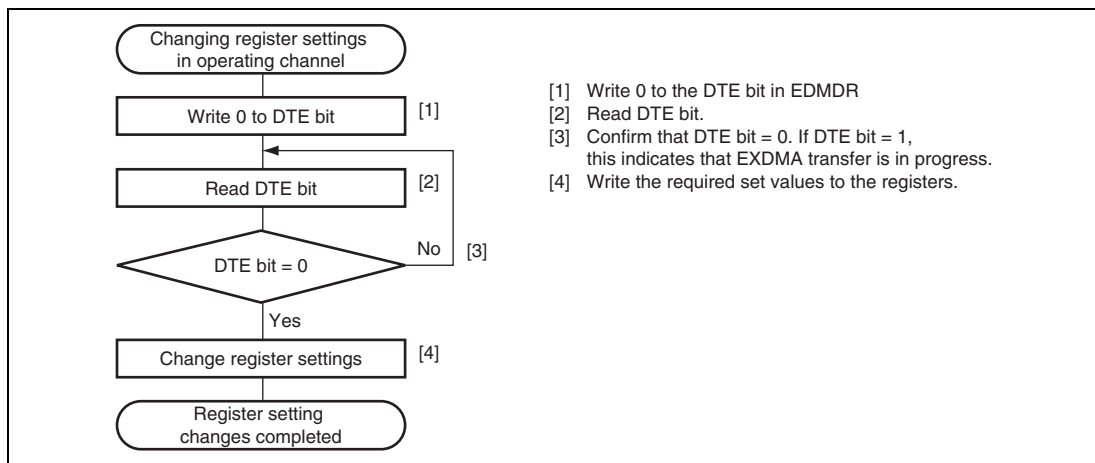 Changing register settings
in operating channel
Write 0 to DTE bit
[1]
Read DTE bit
[2]
No
[3]
DTE bit = 0
Yes
Change register settings
[4]
Register setting
changes completed
[1] Write 0 to the DTE bit in EDMDR
[2] Read DTE bit.
[3] Confirm that DTE bit = 0. If DTE bit = 1,
this indicates that EXDMA transfer is in progress.
[4] Write the required set values to the registers.